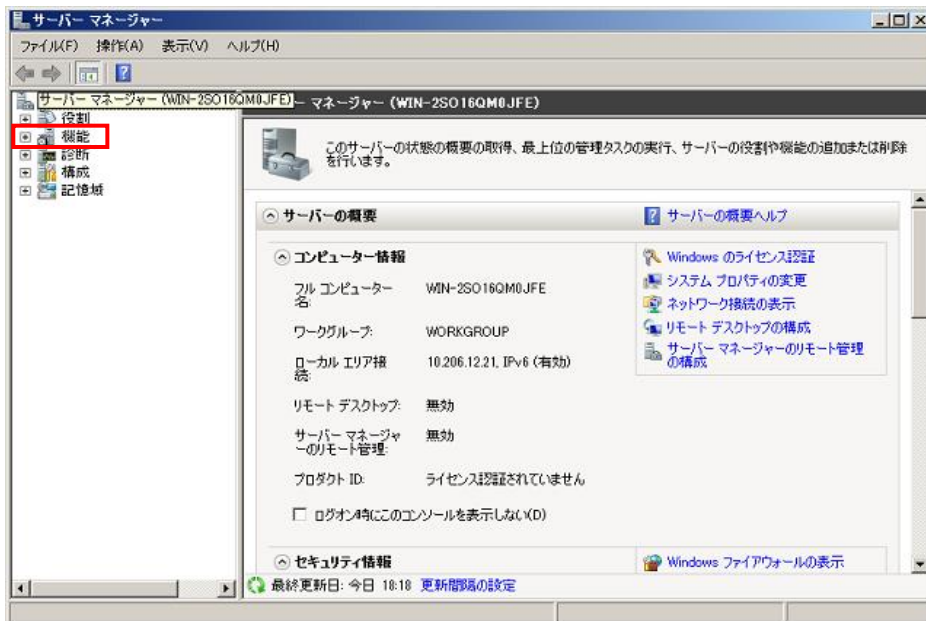 サーバー マネージャー
ファイル(F) 操作(A) 表示(V) ヘルプ(H)
サーバー マネージャー (WIN-2SO16QM0JFE)
ー マネージャー (WIN-2SO16QM0JFE)
役割
機能
診断
構成
記憶域
このサーバーの状態の概要の取得、最上位の管理タスクの実行、サーバーの役割や機能の追加または削除
を行います。
サーバーの概要
サーバーの概要ヘルプ
コンピューター情報
フル コンピューター
名:
WIN-2SO16QM0JFE
ワークグループ:
WORKGROUP
ローカル エリア接
続:
10.206.12.21, IPv6 (有効)
リモート デスクトップ:
無効
サーバー マネージャ
ーのリモート管理:
無効
プロダクト ID:
ライセンス認証されていません
ログオン時にこのコンソールを表示しない(D)
Windows のライセンス認証
システム プロパティの変更
ネットワーク接続の表示
リモート デスクトップの構成
サーバー マネージャーのリモート管理
の構成
セキュリティ情報
Windows ファイアウォールの表示
最終更新日: 今日 18:18 更新間隔の設定